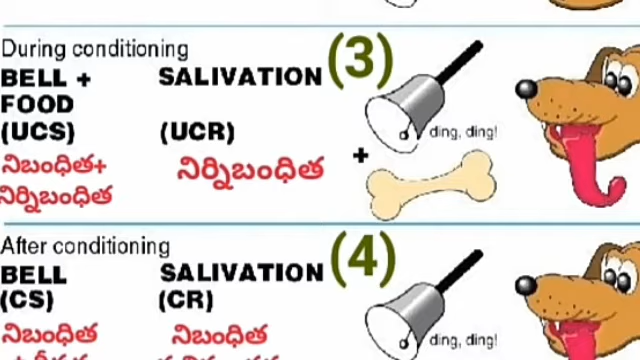 During conditioning
BELL + SALIVATION (3)
FOOD
(UCS) (UCR) ding, ding!
నిబంధిత+ నిర్నిబంధిత +
నిర్నిబంధిత
After conditioning
BELL SALIVATION (4)
(CS) (CR)
నిబంధిత నిబంధిత ding, ding!